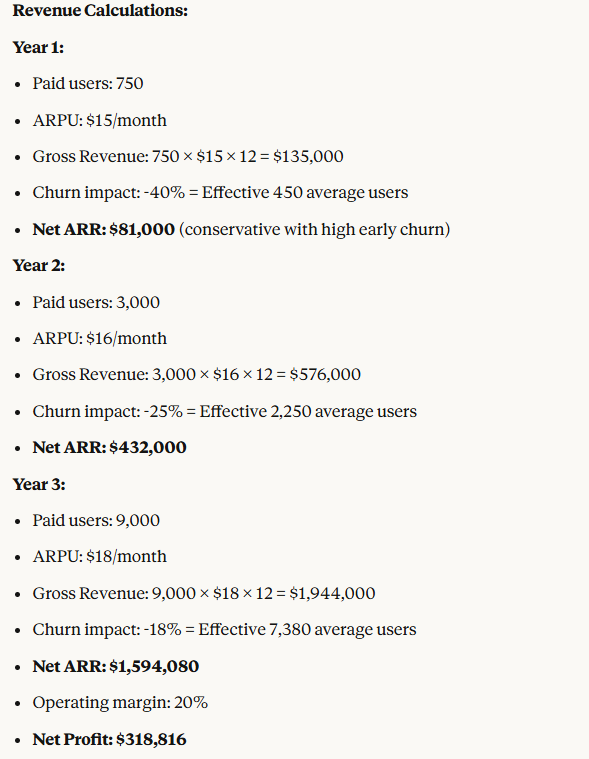 Revenue Calculations:
Year 1:
• Paid users: 750
• ARPU: $15/month
• Gross Revenue: 750 × $15 × 12 = $135,000
• Churn impact: -40% = Effective 450 average users
• Net ARR: $81,000 (conservative with high early churn)
Year 2:
• Paid users: 3,000
• ARPU: $16/month
• Gross Revenue: 3,000 × $16 × 12 = $576,000
• Churn impact: -25% = Effective 2,250 average users
• Net ARR: $432,000
Year 3:
• Paid users: 9,000
• ARPU: $18/month
• Gross Revenue: 9,000 × $18 × 12 = $1,944,000
• Churn impact: -18% = Effective 7,380 average users
• Net ARR: $1,594,080
• Operating margin: 20%
• Net Profit: $318,816